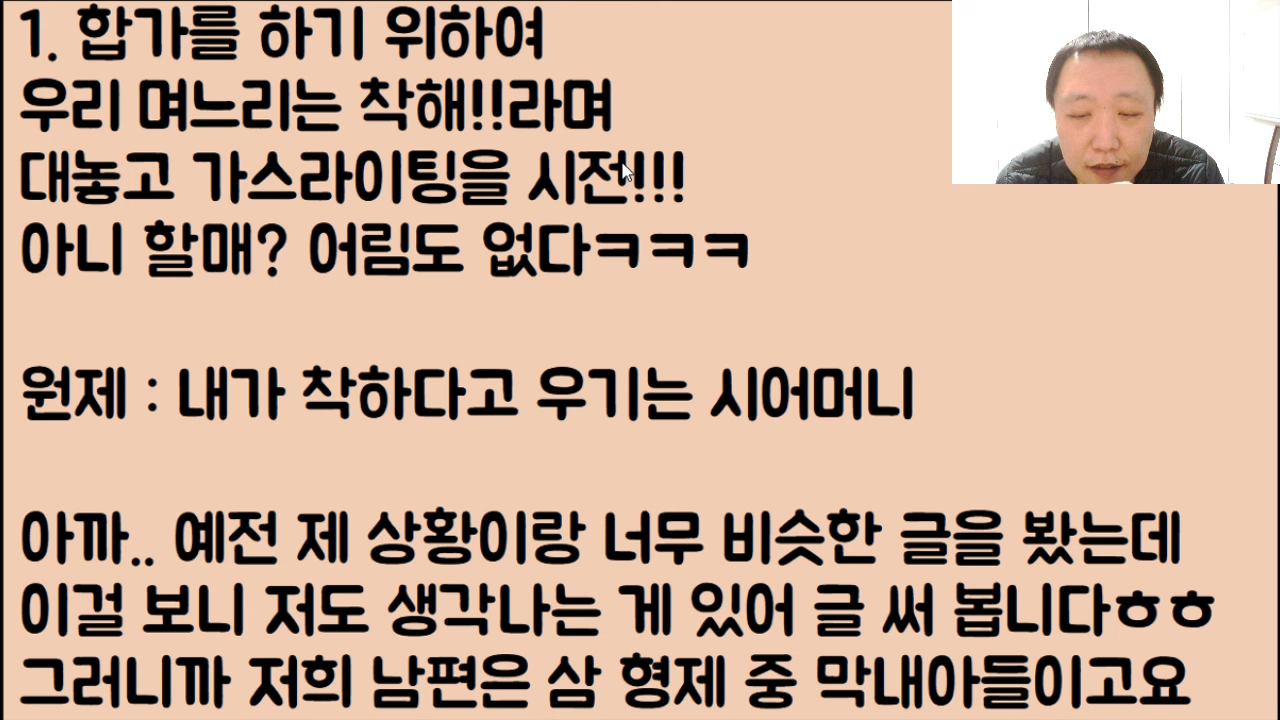 1. 합가를 하기 위하여
우리 며느리는 착해!!라며
대놓고 가스라이팅을 시전!!!
아니 할매? 어림도 없다ㅋㅋㅋ
원제 : 내가 착하다고 우기는 시어머니
아까.. 예전 제 상황이랑 너무 비슷한 글을 봤는데
이걸 보니 저도 생각나는 게 있어 글 써 봅니다ㅎㅎ
그러니까 저희 남편은 삼 형제 중 막내아들이고요